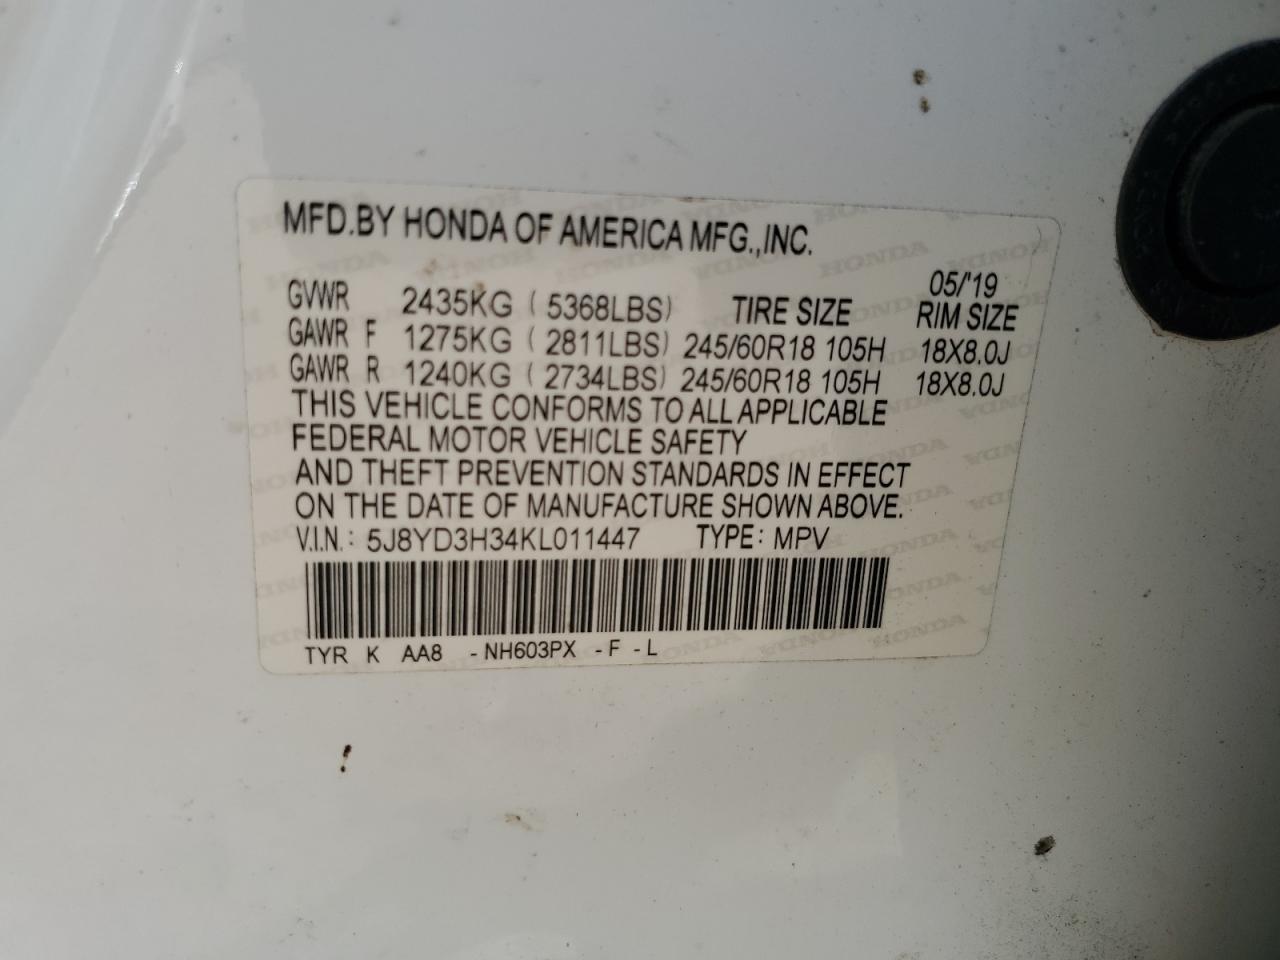 MFD.BY HONDA OF AMERICA MFG.,INC.
05/'19
GVWR 2435KG ( 5368LBS) TIRE SIZE RIM SIZE
GAWR F 1275KG ( 2811LBS) 245/60R18 105H 18X8.0J
GAWR R 1240KG ( 2734LBS) 245/60R18 105H 18X8.0J
THIS VEHICLE CONFORMS TO ALL APPLICABLE
FEDERAL MOTOR VEHICLE SAFETY
AND THEFT PREVENTION STANDARDS IN EFFECT
ON THE DATE OF MANUFACTURE SHOWN ABOVE.
V.I.N.: 5J8YD3H34KL011447 TYPE: MPV
TYR K AA8 -NH603PX -F -L